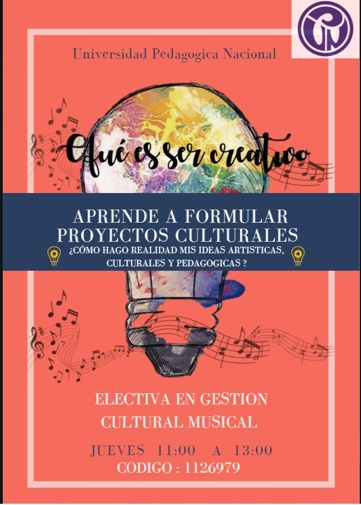 Universidad Pedagogica Nacional
Qué es ser creativo
APRENDE A FORMULAR
PROYECTOS CULTURALES
¿CÓMO HAGO REALIDAD MIS IDEAS ARTISTICAS,
CULTURALES Y PEDAGOGICAS ?
ELECTIVA EN GESTION
CULTURAL MUSICAL
JUEVES 11:00 A 13:00
CODIGO : 1126979